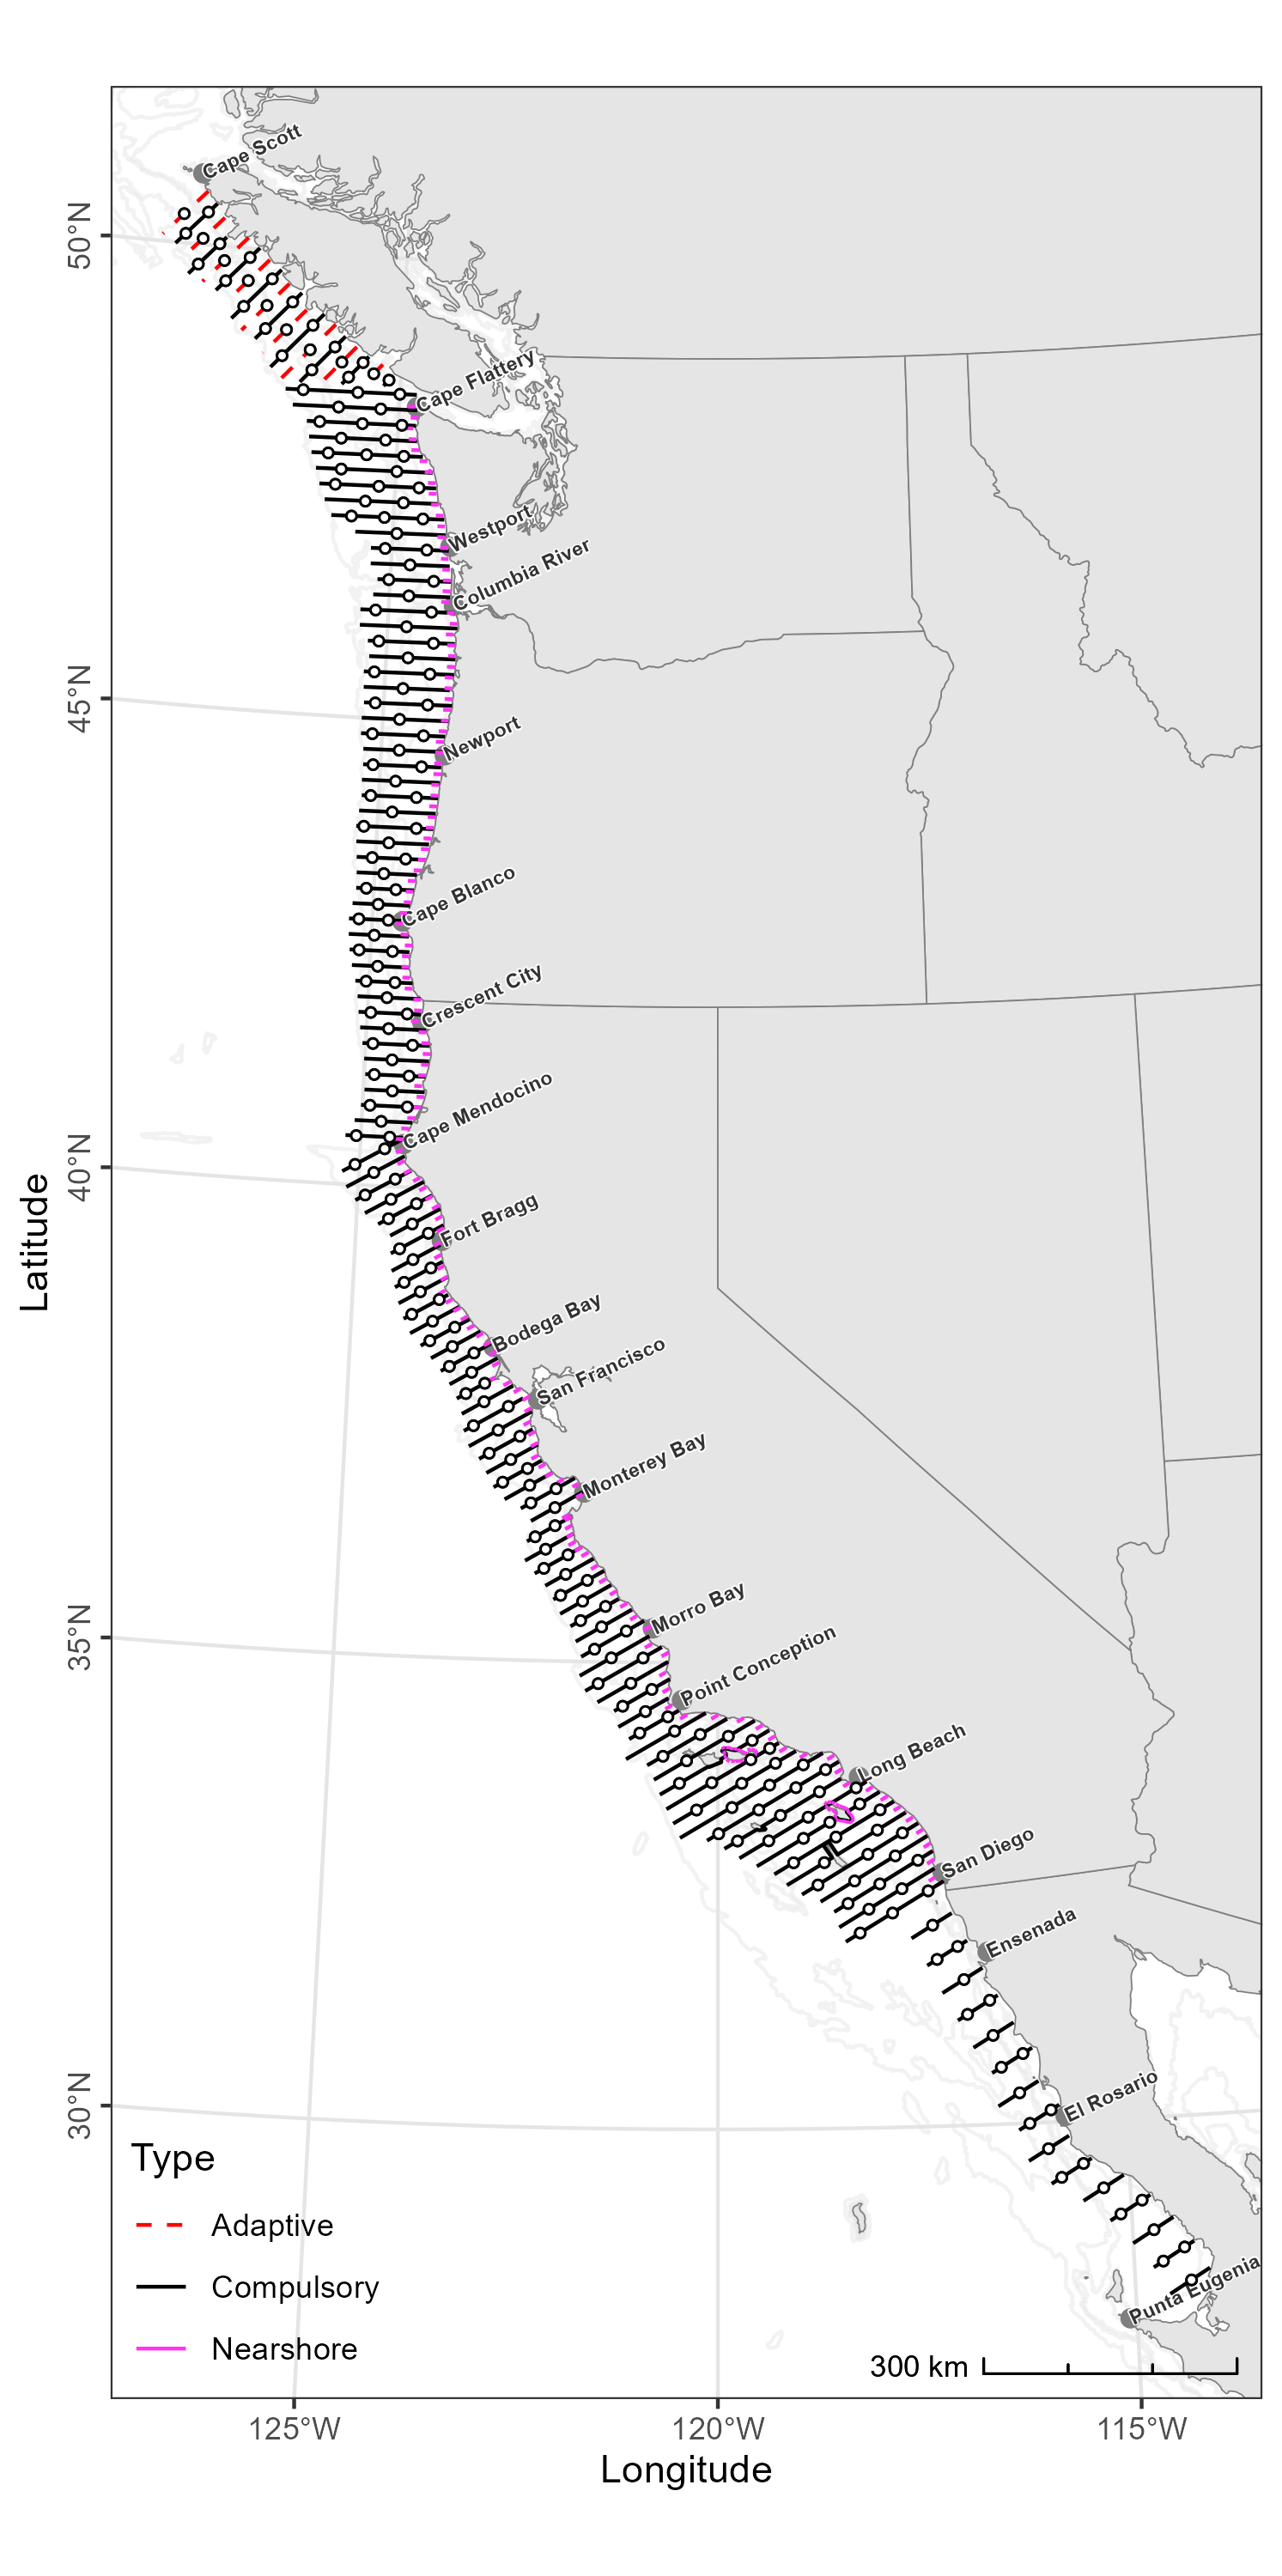 Cape Scott
50°N
Cape Flattery
Westport
Columbia River
45°N
Newport
Cape Blanco
Crescent City
Cape Mendocino
40°N
Fort Bragg
Latitude
Bodega Bay
San Francisco
Monterey Bay
Morro Bay
35°N
Point Conception
Long Beach
San Diego
Ensenada
El Rosario
30°N
Type
Adaptive
Compulsory
Nearshore
Punta Eugenia
300 km
125°W
120°W
115°W
Longitude